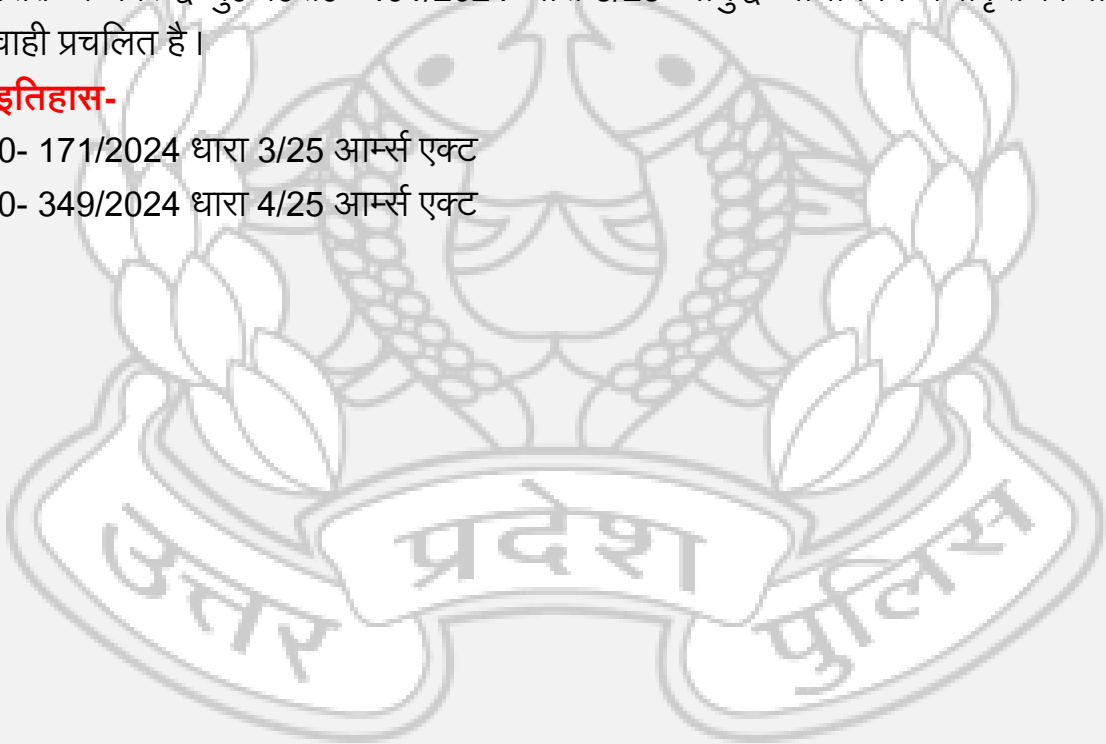 वाही प्रचलित है।
इतिहास-
0- 171/2024 धारा 3/25 आर्म्स एक्ट
0- 349/2024 धारा 4/25 आर्म्स एक्ट
उत्तर प्रदेश पुलिस